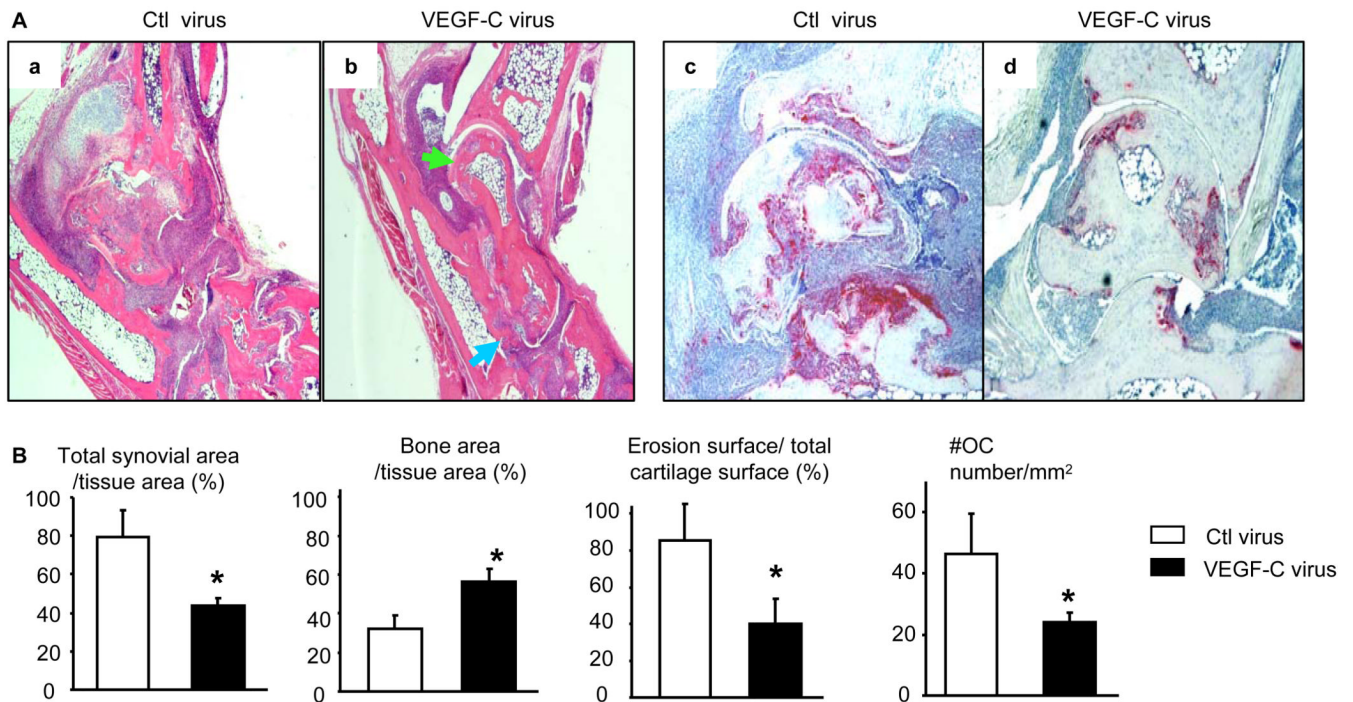 A
Ctl virus
VEGF-C virus
Ctl virus
VEGF-C virus
a
b
c
d
B
Total synovial area
/tissue area (%)
100
80
60
40
20
0
*
Bone area
/tissue area (%)
100
80
60
40
20
0
*
Erosion surface/ total
cartilage surface (%)
100
80
60
40
20
0
*
#OC
number/mm²
60
40
20
0
*
Ctl virus
VEGF-C virus